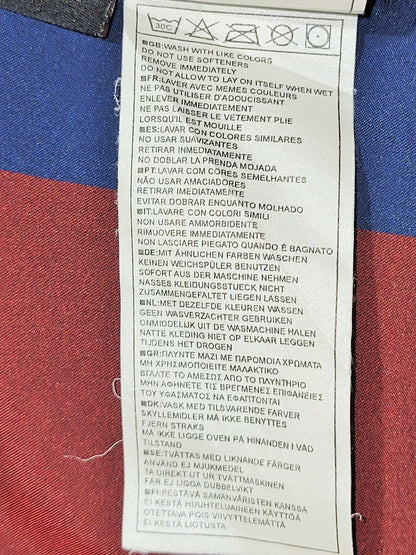 30C
■GB:WASH WITH LIKE COLORS
DO NOT USE SOFTENERS
REMOVE IMMEDIATELY
DO NOT ALLOW TO LAY ON ITSELF WHEN WET
■FR:LAVER AVEC MEMES COULEURS
NE PAS UTILISER D'ADOUCISSANT
ENLEVER IMMEDIATEMENT
NE PAS LAISSER LE VETEMENT PLIE
LORSQU'IL EST MOUILLE
■ES:LAVAR CON COLORES SIMILARES
NO USAR SUAVIZANTES
RETIRAR INMEDIATAMENTE
NO DOBLAR LA PRENDA MOJADA
■PT:LAVAR COM CORES SEMELHANTES
NÃO USAR AMACIADORES
RETIRAR IMEDIATAMENTE
EVITAR DOBRAR ENQUANTO MOLHADO
■IT:LAVARE CON COLORI SIMILI
NON USARE AMMORBIDENTE
RIMUOVERE IMMEDIATAMENTE
NON LASCIARE PIEGATO QUANDO É BAGNATO
■DE:MIT ÄHNLICHEN FARBEN WASCHEN
KEINEN WEICHSPÜLER BENUTZEN
SOFORT AUS DER MASCHINE NEHMEN
NASSES KLEIDUNGSSTUECK NICHT
ZUSAMMENGEFALTET LIEGEN LASSEN
■NL:MET DEZELFDE KLEUREN WASSEN
GEEN WASVERZACHTER GEBRUIKEN
ONMIDDELIJK UIT DE WASMACHINE HALEN
NATTE KLEDING NIET OP ELKAAR LEGGEN
TIJDENS HET DROGEN
■GR:ΠΛΥΝΤΕ ΜΑΖΙ ΜΕ ΠΑΡΟΜΟΙΑ ΧΡΩΜΑΤΑ
ΜΗ ΧΡΗΣΙΜΟΠΟΙΕΙΤΕ ΜΑΛΑΚΤΙΚΟ
ΒΓΑΛΤΕ ΤΟ ΑΜΕΣΩΣ ΑΠΟ ΤΟ ΠΛΥΝΤΗΡΙΟ
ΜΗΝ ΑΦΗΝΕΤΕ ΤΙΣ ΒΡΕΓΜΕΝΕΣ ΕΠΙΦΑΝΕΙΕΣ
ΤΟΥ ΥΦΑΣΜΑΤΟΣ ΝΑ ΕΦΑΠΤΟΝΤΑΙ
■DK:VASK MED TILSVARENDE FARVER
SKYLLEMIDLER MÅ IKKE BENYTTES
FJERN STRAKS
MÅ IKKE LIGGE OVEN PÅ HINANDEN I VÅD
TILSTAND
■SE:TVÄTTAS MED LIKNANDE FÄRGER
ANVÄND EJ MJUKMEDEL
TA DIREKT UT UR TVÄTTMASKINEN
FÅR EJ LIGGA DUBBELVIKT
■FI:PESTÄVÄ SAMANVÄRISTEN KANSSA
EI KESTÄ HUUHTELUAINEEN KÄYTTÖÄ
OTETTAVA POIS VIIVYTTELEMÄTTÄ
EI KESTÄ LIOTUSTA